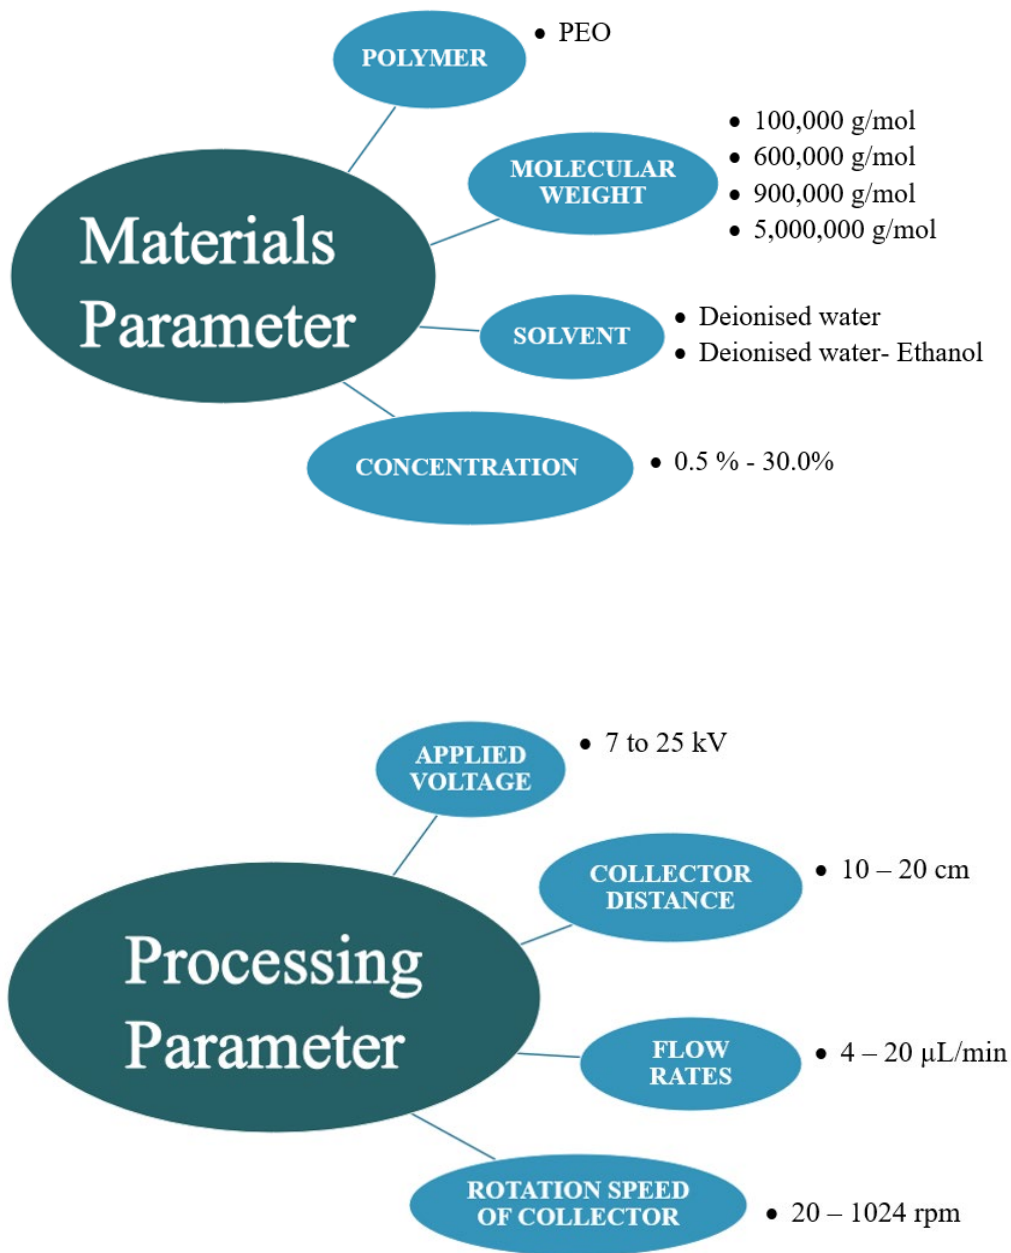 POLYMER
• PEO
Materials
Parameter
MOLECULAR
WEIGHT
• 100,000 g/mol
• 600,000 g/mol
• 900,000 g/mol
• 5,000,000 g/mol
SOLVENT
• Deionised water
• Deionised water- Ethanol
CONCENTRATION
• 0.5 % - 30.0%
APPLIED
VOLTAGE
• 7 to 25 kV
Processing
Parameter
COLLECTOR
DISTANCE
• 10 – 20 cm
FLOW
RATES
• 4 – 20 µL/min
ROTATION SPEED
OF COLLECTOR
• 20 – 1024 rpm